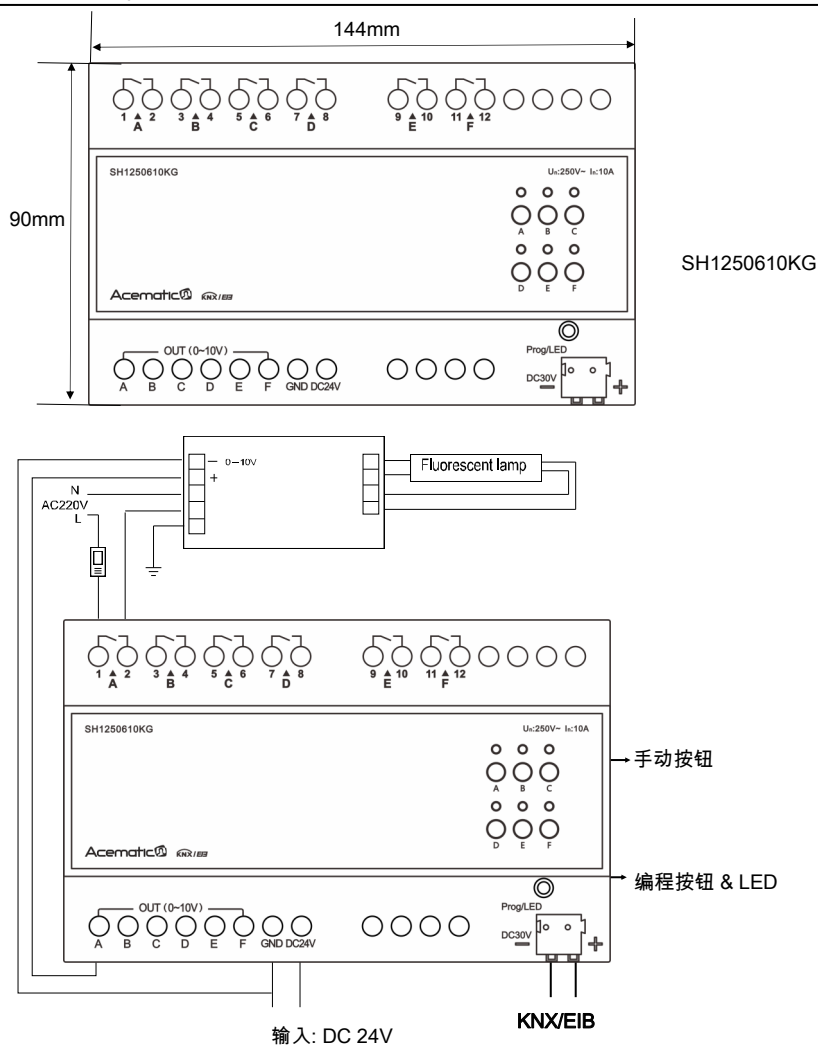 144mm
1 ▲ 2 3 ▲ 4 5 ▲ 6 7 ▲ 8 9 ▲ 10 11 ▲ 12
A B C D E F
SH1250610KG Un:250V~ In:10A
90mm
A B C
SH1250610KG
D E F
Acematic KNX/EIB
OUT (0~10V) Prog/LED
DC30V
A B C D E F GND DC24V
− +
− 0–10V
+
Fluorescent lamp
N
AC220V
L
1 ▲ 2 3 ▲ 4 5 ▲ 6 7 ▲ 8 9 ▲ 10 11 ▲ 12
A B C D E F
SH1250610KG Un:250V~ In:10A
手动按钮
A B C
D E F
Acematic KNX/EIB
编程按钮 & LED
OUT (0~10V) Prog/LED
DC30V
A B C D E F GND DC24V
− +
KNX/EIB
输入: DC 24V